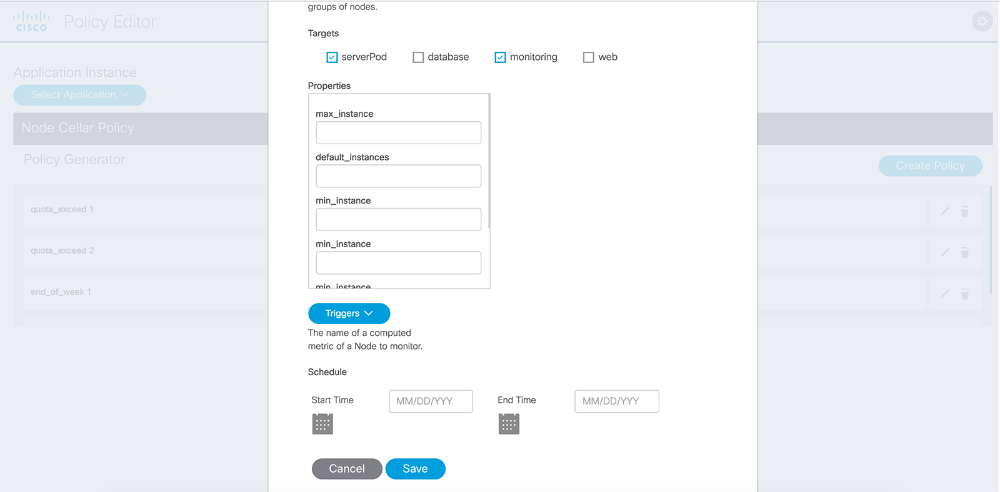 groups of nodes.
CISCO Policy Editor
Targets
serverPod database monitoring web
Application Instance
Select Application
Properties
max_instance
default_instances
min_instance
min_instance
min_instance
Node Cellar Policy
Policy Generator
Create Policy
quota_exceed 1
quota_exceed 2
end_of_week 1
Triggers
The name of a computed
metric of a Node to monitor.
Schedule
Start Time MM/DD/YYY End Time MM/DD/YYY
Cancel Save